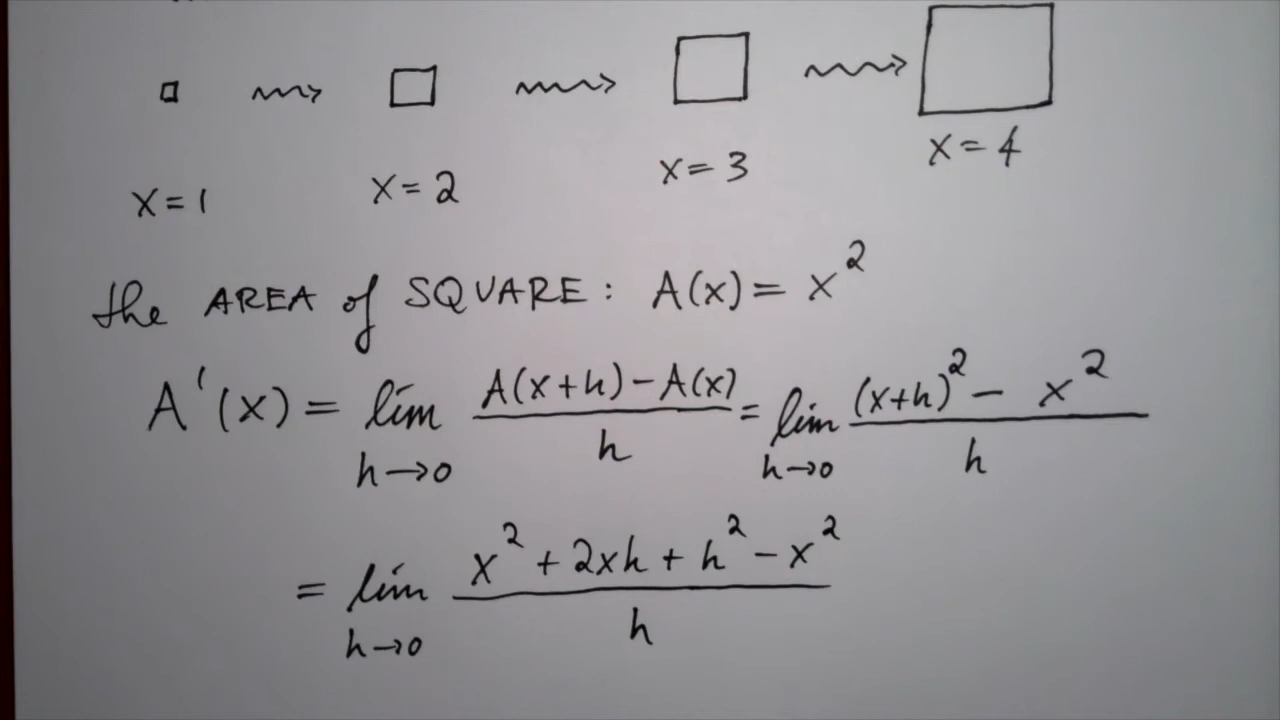 x = 1 x = 2 x = 3 x = 4
the AREA of SQUARE : A(x) = x²
A'(x) = lim h→0 (A(x+h) – A(x))/h = lim h→0 ((x+h)² – x²)/h
= lim h→0 (x² + 2xh + h² – x²)/h